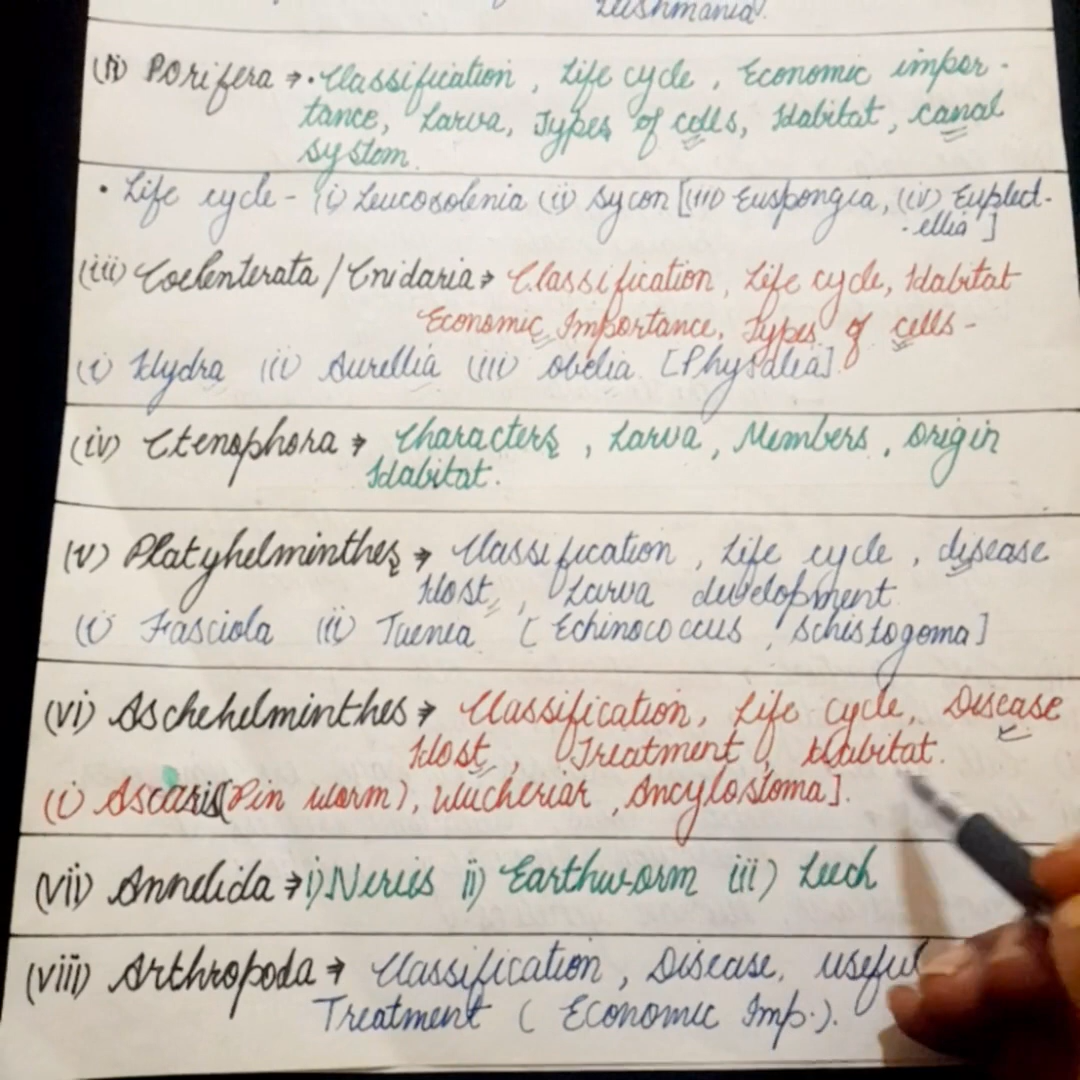 Leishmania.
(ii) Porifera → • Classification, Life cycle, Economic impor-
tance, Larva, Types of cells, Habitat, canal
system.
• Life cycle - (i) Leucosolenia (ii) Sycon [(iii) Euspongia, (iv) Euplect-
-ellia]
(iii) Coelenterata / Cnidaria → Classification, Life cycle, Habitat
Economic Importance, Types of cells -
(i) Hydra (ii) Aurellia (iii) obelia [Physalia].
(iv) Ctenophora → Characters, Larva, Members, origin
Habitat.
(v) Platyhelminthes → Classification, Life cycle, disease
Host, Larva development.
(i) Fasciola (ii) Taenea [Echinococcus, Schistogoma]
(vi) Aschehelminthes → Classification, Life cycle, Disease
Host, Treatment, Habitat.
(i) Ascaris (Pin worm), Wucheriar, Ancylostoma].
(vii) Annelida → i) Neries ii) Earthworm iii) Leech
(viii) Arthropoda → Classification, Disease, useful
Treatment (Economic Imp.).